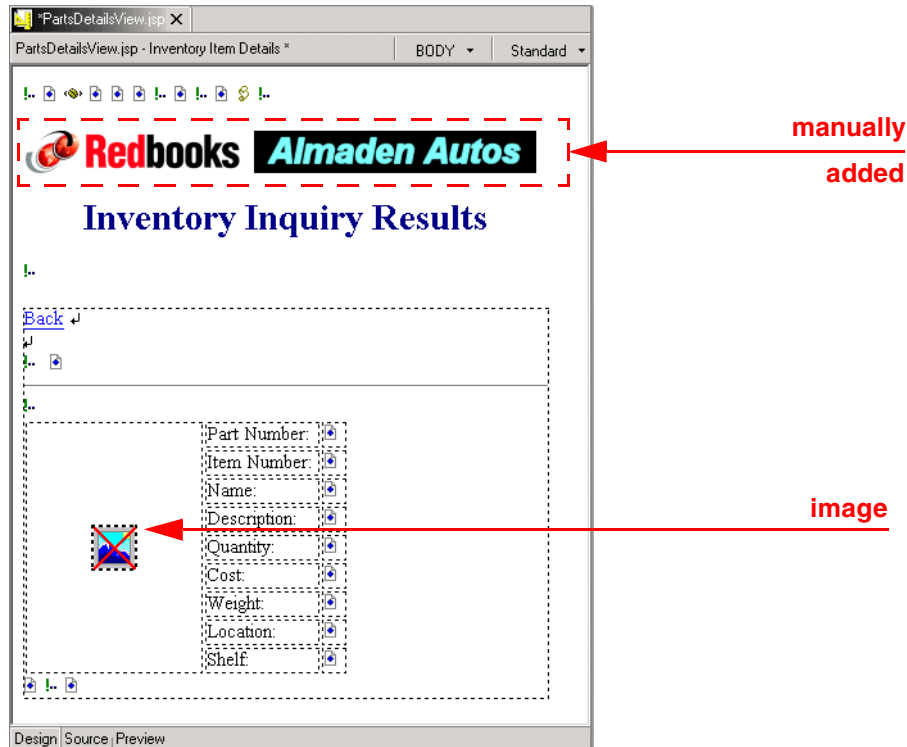 *PartsDetailsView.jsp X
PartsDetailsView.jsp - Inventory Item Details * BODY Standard
Redbooks Almaden Autos
manually
added
Inventory Inquiry Results
Back
Part Number:
Item Number:
Name:
Description:
image
Quantity:
Cost:
Weight:
Location:
Shelf:
Design Source Preview